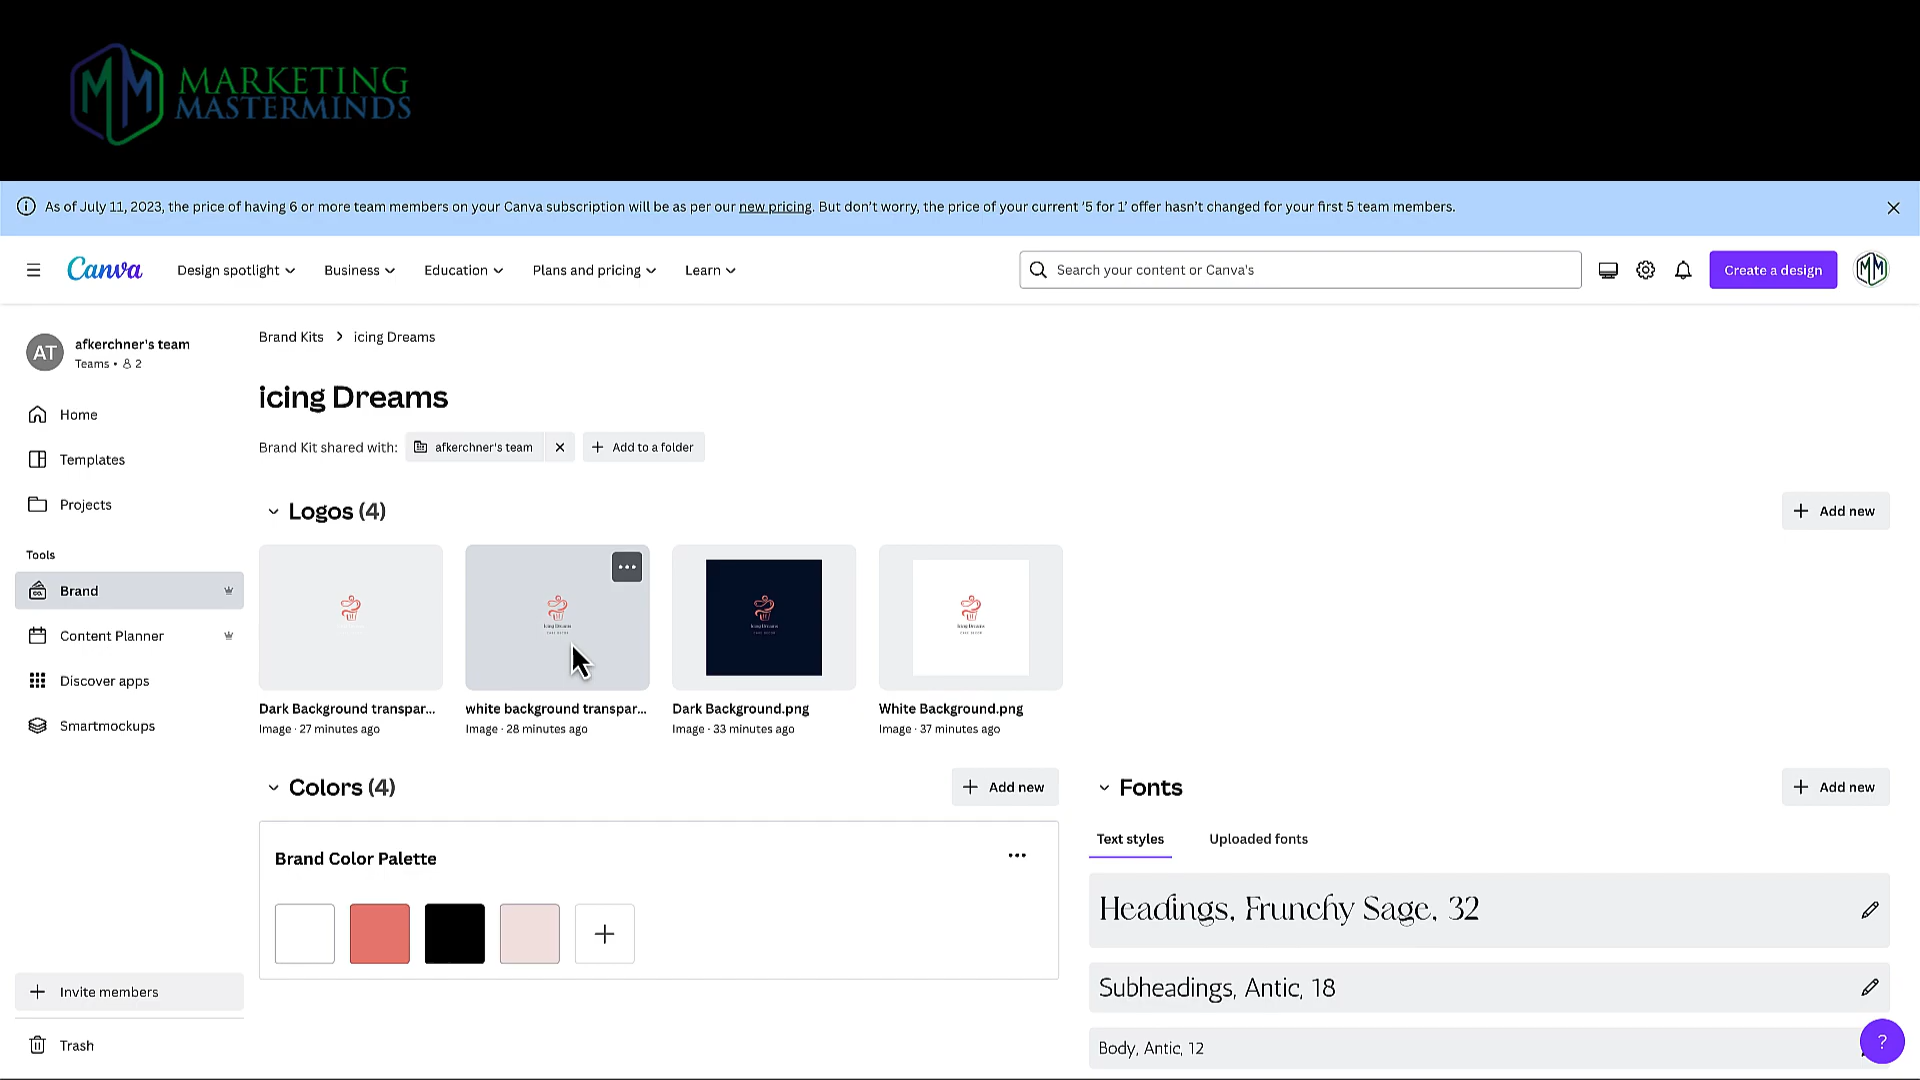 MARKETING
MASTERMINDS
As of July 11, 2023, the price of having 6 or more team members on your Canva subscription will be as per our new pricing. But don't worry, the price of your current '5 for 1' offer hasn't changed for your first 5 team members.
Canva
Design spotlight
Business
Education
Plans and pricing
Learn
Search your content or Canva's
Create a design
MM
AT
afkerchner's team
Teams • 2
Home
Templates
Projects
Tools
Brand
Content Planner
Discover apps
Smartmockups
Invite members
Trash
Brand Kits > icing Dreams
icing Dreams
Brand Kit shared with:
afkerchner's team
Add to a folder
Logos (4)
Add new
Icing Dreams
Icing Dreams
Icing Dreams
Dark Background transpar...
Image · 27 minutes ago
white background transpar...
Image · 28 minutes ago
Dark Background.png
Image · 33 minutes ago
White Background.png
Image · 37 minutes ago
Colors (4)
Add new
Brand Color Palette
Fonts
Add new
Text styles
Uploaded fonts
Headings, Frunchy Sage, 32
Subheadings, Antic, 18
Body, Antic, 12
?